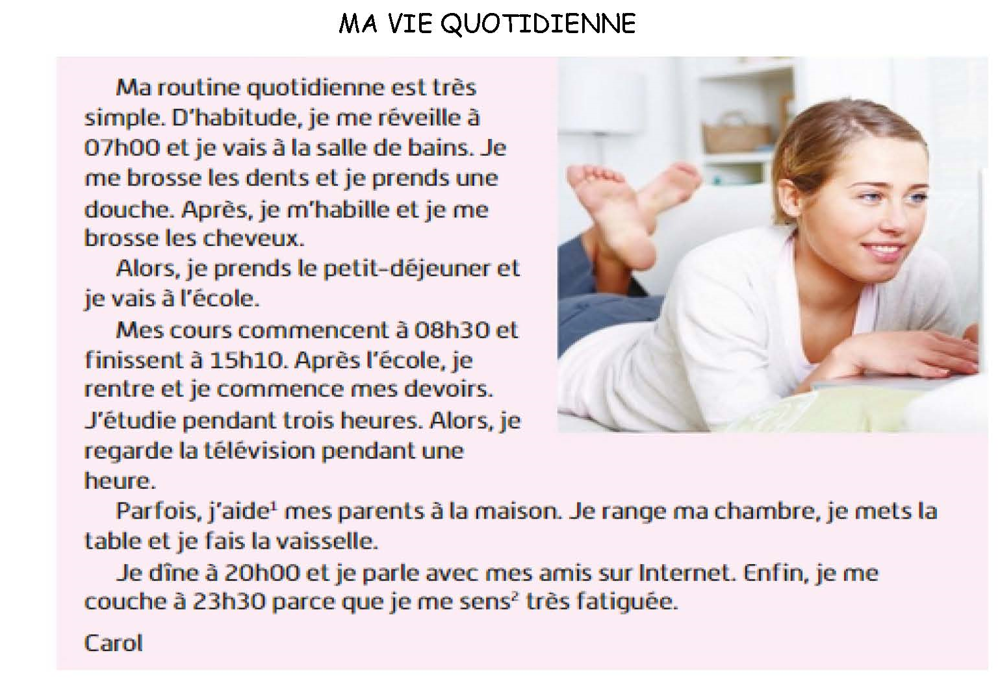 MA VIE QUOTIDIENNE
Ma routine quotidienne est très
simple. D'habitude, je me réveille à
07h00 et je vais à la salle de bains. Je
me brosse les dents et je prends une
douche. Après, je m'habille et je me
brosse les cheveux.
Alors, je prends le petit-déjeuner et
je vais à l'école.
Mes cours commencent à 08h30 et
finissent à 15h10. Après l'école, je
rentre et je commence mes devoirs.
J'étudie pendant trois heures. Alors, je
regarde la télévision pendant une
heure.
Parfois, j'aide¹ mes parents à la maison. Je range ma chambre, je mets la
table et je fais la vaisselle.
Je dîne à 20h00 et je parle avec mes amis sur Internet. Enfin, je me
couche à 23h30 parce que je me sens² très fatiguée.
Carol